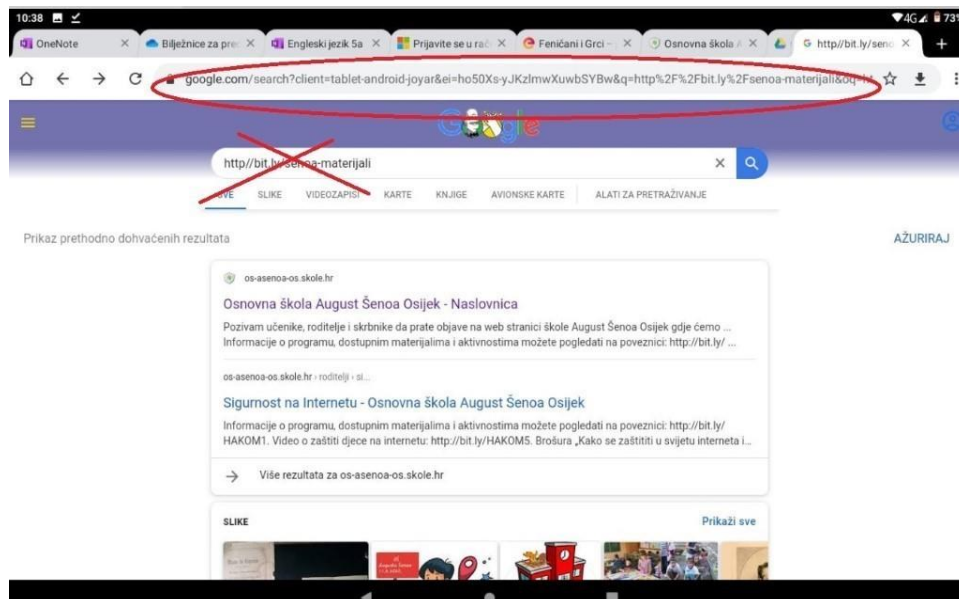 10:38
4G 73%
OneNote
Bilježnice za pre
Engleski jezik 5a
Prijavite se u rač
Feničani i Grci –
Osnovna škola A
http//bit.ly/seno
google.com/search?client=tablet-android-joyar&ei=ho50Xs-yJKzlmwXuwbSYBw&q=http%2F%2Fbit.ly%2Fsenoa-materijali&oq=
Google
http//bit.ly/senoa-materijali
SVE SLIKE VIDEOZAPISI KARTE KNJIGE AVIONSKE KARTE ALATI ZA PRETRAŽIVANJE
Prikaz prethodno dohvaćenih rezultata
AŽURIRAJ
os-asenoa-os.skole.hr
Osnovna škola August Šenoa Osijek - Naslovnica
Pozivam učenike, roditelje i skrbnike da prate objave na web stranici škole August Šenoa Osijek gdje ćemo ...
Informacije o programu, dostupnim materijalima i aktivnostima možete pogledati na poveznici: http://bit.ly/ ...
os-asenoa-os.skole.hr › roditelji › si...
Sigurnost na Internetu - Osnovna škola August Šenoa Osijek
Informacije o programu, dostupnim materijalima i aktivnostima možete pogledati na poveznici: http://bit.ly/
HAKOM1. Video o zaštiti djece na internetu: http://bit.ly/HAKOM5. Brošura „Kako se zaštititi u svijetu interneta i...
Više rezultata za os-asenoa-os.skole.hr
SLIKE
Prikaži sve